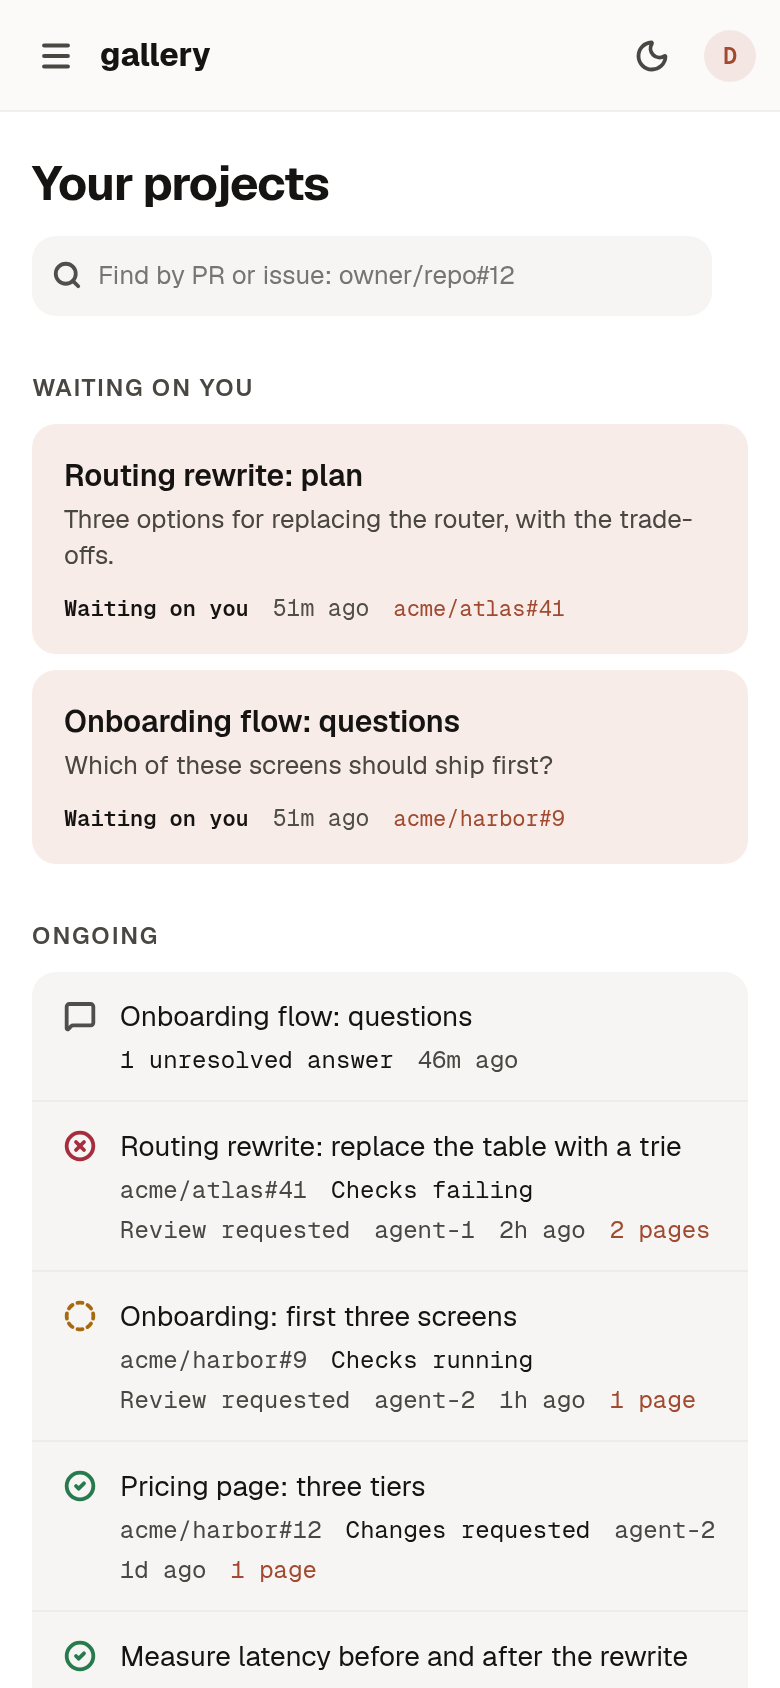 gallery
D
Your projects
Find by PR or issue: owner/repo#12
WAITING ON YOU
Routing rewrite: plan
Three options for replacing the router, with the trade-
offs.
Waiting on you 51m ago acme/atlas#41
Onboarding flow: questions
Which of these screens should ship first?
Waiting on you 51m ago acme/harbor#9
ONGOING
Onboarding flow: questions
1 unresolved answer 46m ago
Routing rewrite: replace the table with a trie
acme/atlas#41 Checks failing
Review requested agent-1 2h ago 2 pages
Onboarding: first three screens
acme/harbor#9 Checks running
Review requested agent-2 1h ago 1 page
Pricing page: three tiers
acme/harbor#12 Changes requested agent-2
1d ago 1 page
Measure latency before and after the rewrite